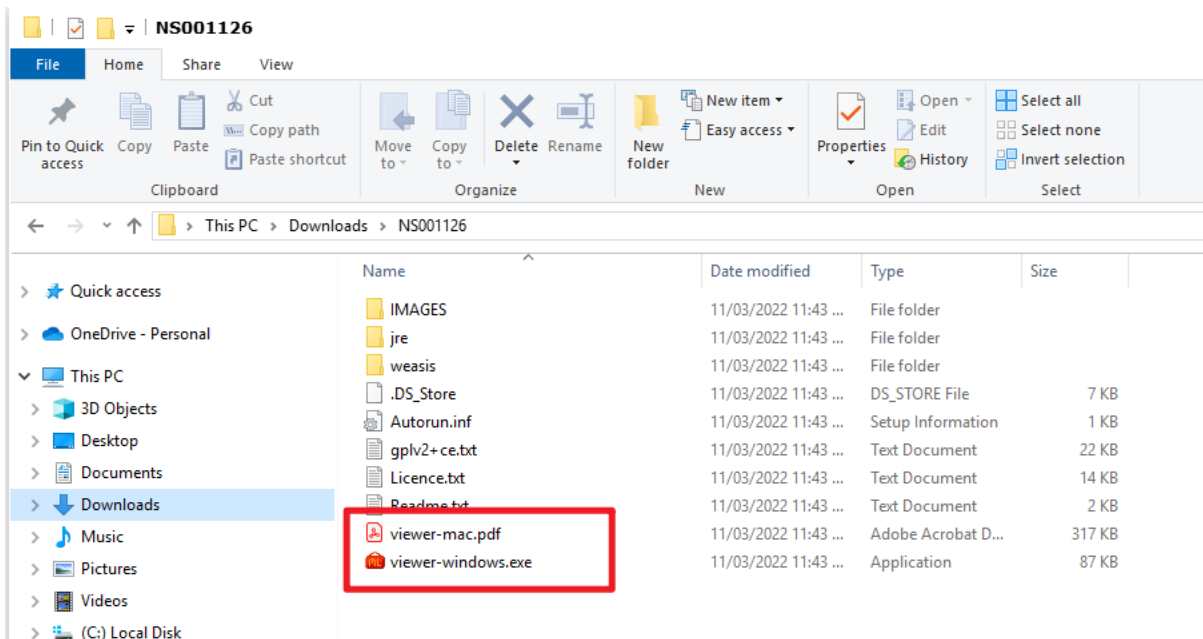 NS001126
File Home Share View
Pin to Quick access
Copy
Paste
Cut
Copy path
Paste shortcut
Clipboard
Move to
Copy to
Delete
Rename
Organize
New folder
New item
Easy access
New
Properties
Open
Edit
History
Open
Select all
Select none
Invert selection
Select
This PC > Downloads > NS001126
Quick access
OneDrive - Personal
This PC
3D Objects
Desktop
Documents
Downloads
Music
Pictures
Videos
(C:) Local Disk
Name Date modified Type Size
IMAGES 11/03/2022 11:43 ... File folder
jre 11/03/2022 11:43 ... File folder
weasis 11/03/2022 11:43 ... File folder
.DS_Store 11/03/2022 11:43 ... DS_STORE File 7 KB
Autorun.inf 11/03/2022 11:43 ... Setup Information 1 KB
gplv2+ce.txt 11/03/2022 11:43 ... Text Document 22 KB
Licence.txt 11/03/2022 11:43 ... Text Document 14 KB
Readme.txt 11/03/2022 11:43 ... Text Document 2 KB
viewer-mac.pdf 11/03/2022 11:43 ... Adobe Acrobat D... 317 KB
viewer-windows.exe 11/03/2022 11:43 ... Application 87 KB